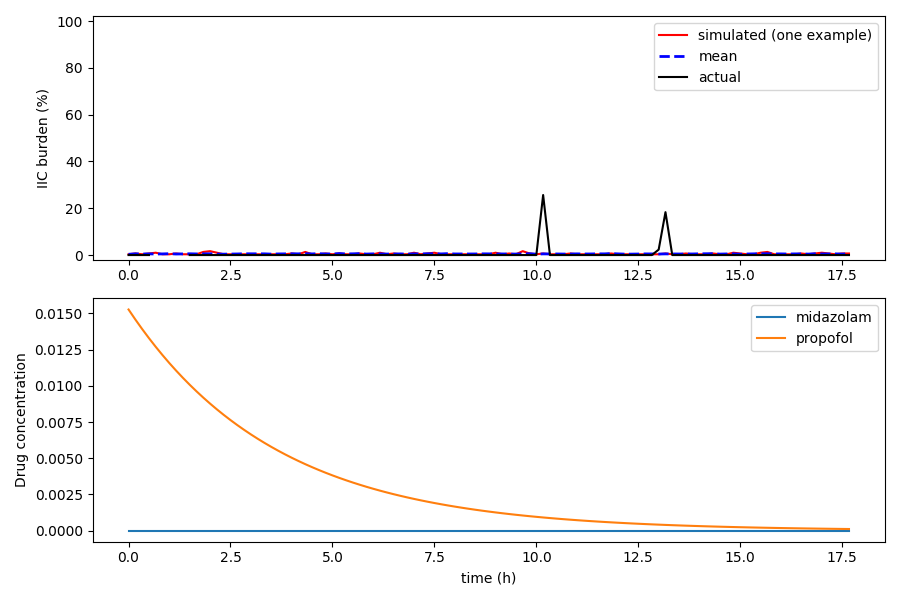 100
80
60
40
20
0
IIC burden (%)
simulated (one example)
mean
actual
0.0 2.5 5.0 7.5 10.0 12.5 15.0 17.5
0.0150
0.0125
0.0100
0.0075
0.0050
0.0025
0.0000
Drug concentration
midazolam
propofol
0.0 2.5 5.0 7.5 10.0 12.5 15.0 17.5
time (h)